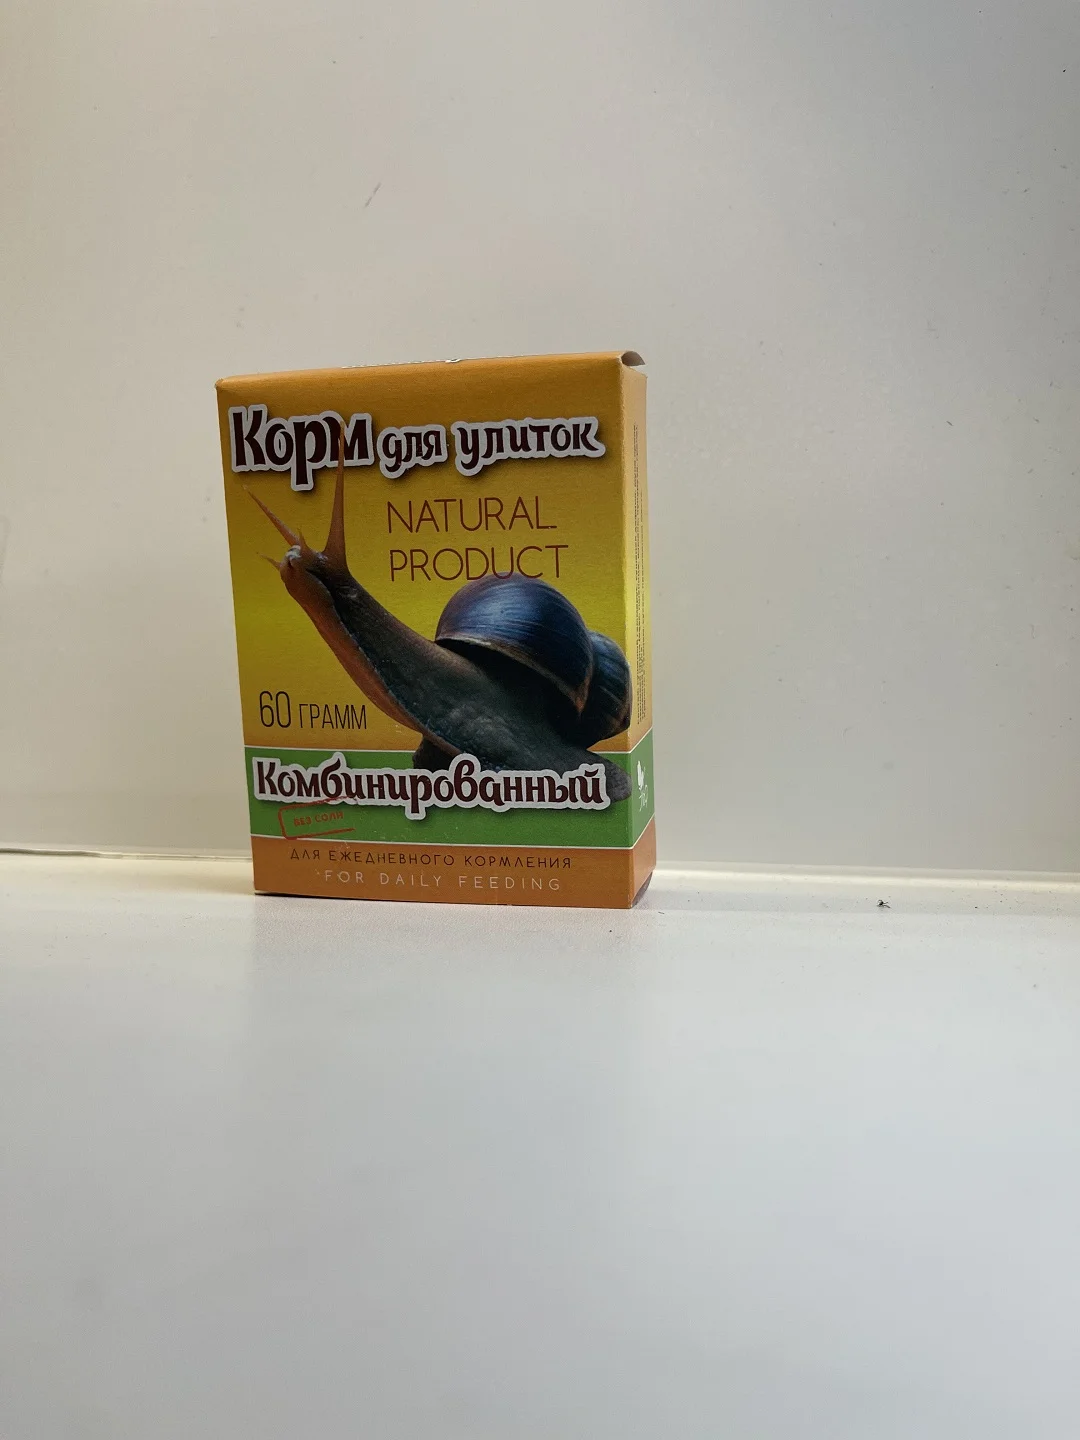 Корм для улиток
NATURAL
PRODUCT
60 ГРАММ
Комбинированный
БЕЗ СОЛИ
ДЛЯ ЕЖЕДНЕВНОГО КОРМЛЕНИЯ
FOR DAILY FEEDING